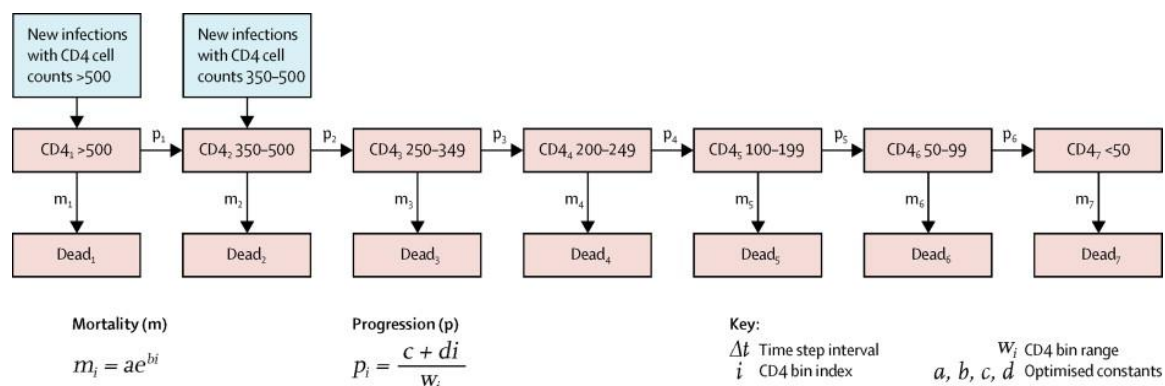 New infections
with CD4 cell
counts >500
New infections
with CD4 cell
counts 350–500
p₁
p₂
p₃
p₄
p₅
p₆
CD4₁ >500
CD4₂ 350–500
CD4₃ 250–349
CD4₄ 200–249
CD4₅ 100–199
CD4₆ 50–99
CD4₇ <50
m₁
m₂
m₃
m₄
m₅
m₆
m₇
Dead₁
Dead₂
Dead₃
Dead₄
Dead₅
Dead₆
Dead₇
Mortality (m)
mᵢ = ae^{bi}
Progression (p)
pᵢ = (c + di) / wᵢ
Key:
Δt Time step interval
i CD4 bin index
wᵢ CD4 bin range
a, b, c, d Optimised constants